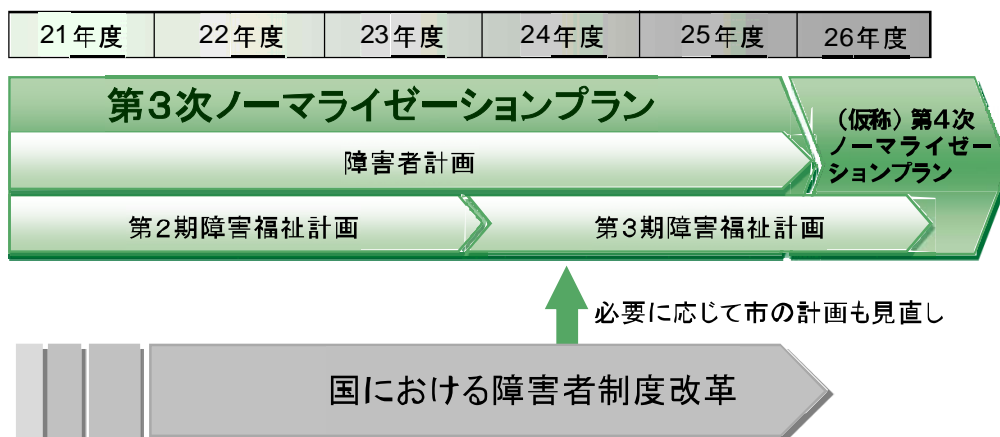 21年度 22年度 23年度 24年度 25年度 26年度
第3次ノーマライゼーションプラン
（仮称）第4次
ノーマライゼー
ションプラン
障害者計画
第2期障害福祉計画 第3期障害福祉計画
必要に応じて市の計画も見直し
国における障害者制度改革